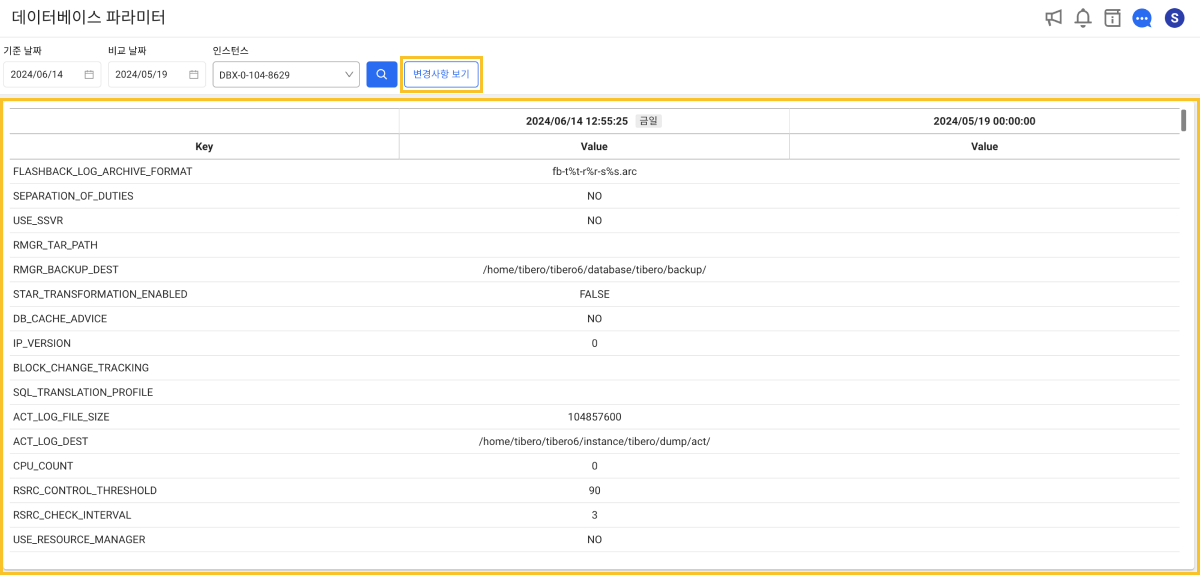 데이터베이스 파라미터
S
기준 날짜 비교 날짜 인스턴스
2024/06/14 2024/05/19 DBX-0-104-8629 변경사항 보기
2024/06/14 12:55:25 금일 2024/05/19 00:00:00
Key Value Value
FLASHBACK_LOG_ARCHIVE_FORMAT fb-t%t-r%r-s%s.arc
SEPARATION_OF_DUTIES NO
USE_SSVR NO
RMGR_TAR_PATH
RMGR_BACKUP_DEST /home/tibero/tibero6/database/tibero/backup/
STAR_TRANSFORMATION_ENABLED FALSE
DB_CACHE_ADVICE NO
IP_VERSION 0
BLOCK_CHANGE_TRACKING
SQL_TRANSLATION_PROFILE
ACT_LOG_FILE_SIZE 104857600
ACT_LOG_DEST /home/tibero/tibero6/instance/tibero/dump/act/
CPU_COUNT 0
RSRC_CONTROL_THRESHOLD 90
RSRC_CHECK_INTERVAL 3
USE_RESOURCE_MANAGER NO